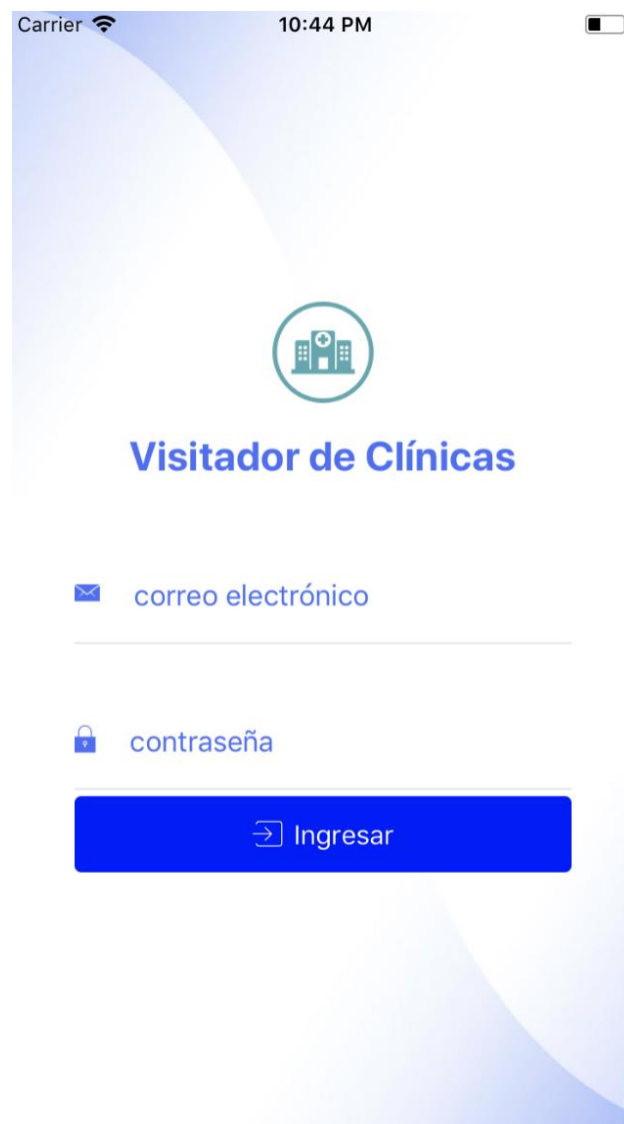 Carrier 10:44 PM
Visitador de Clínicas
correo electrónico
contraseña
Ingresar